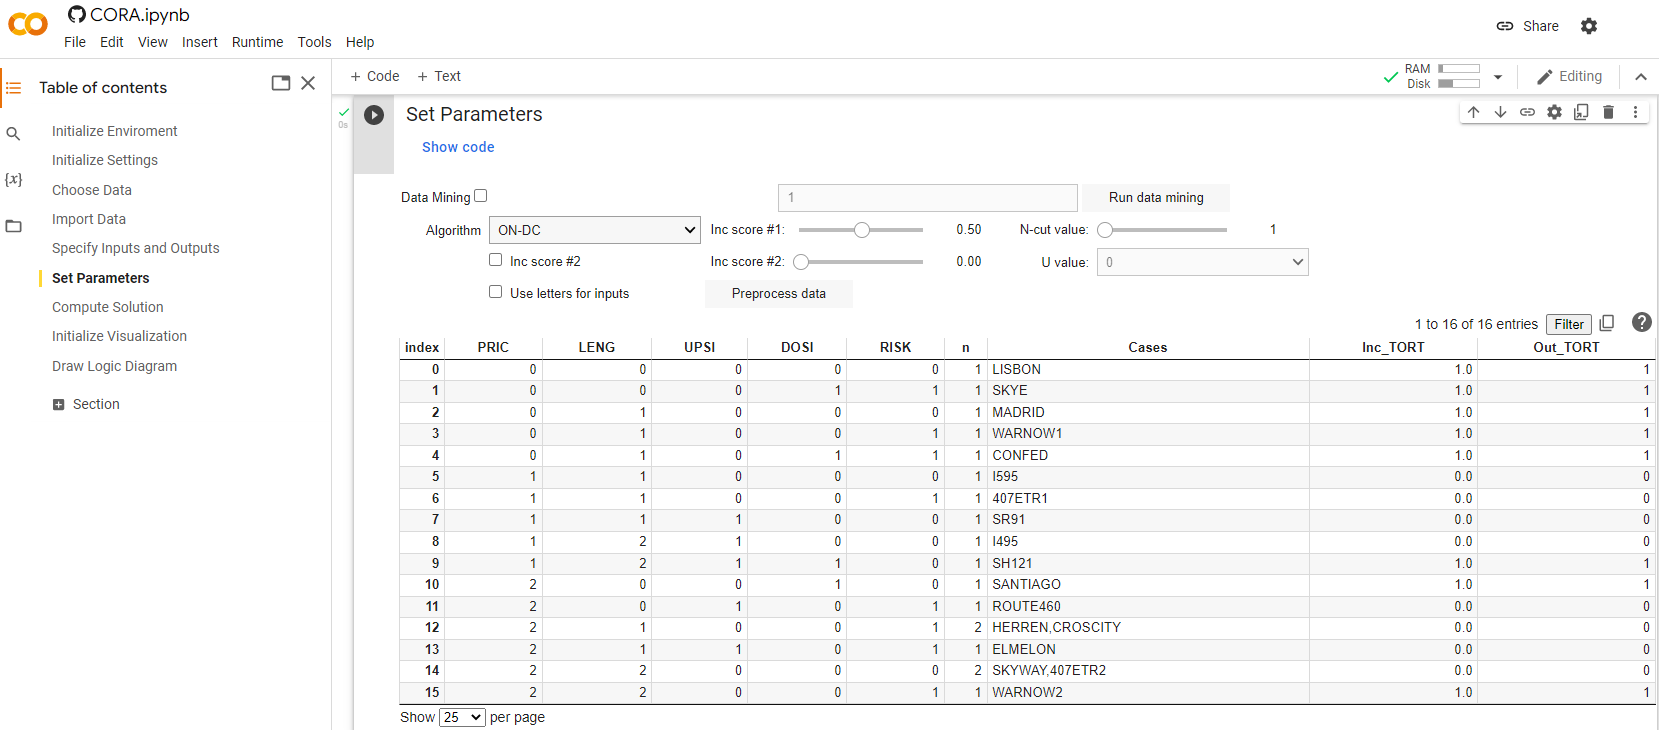 CORA.ipynb
File Edit View Insert Runtime Tools Help
Share
Table of contents
Initialize Enviroment
Initialize Settings
Choose Data
Import Data
Specify Inputs and Outputs
Set Parameters
Compute Solution
Initialize Visualization
Draw Logic Diagram
Section
{x}
+ Code + Text
RAM
Disk
Editing
0s
Set Parameters
Show code
Data Mining 1 Run data mining
Algorithm ON-DC Inc score #1: 0.50 N-cut value: 1
Inc score #2 Inc score #2: 0.00 U value: 0
Use letters for inputs Preprocess data
1 to 16 of 16 entries Filter
index PRIC LENG UPSI DOSI RISK n Cases Inc_TORT Out_TORT
0 0 0 0 0 0 1 LISBON 1.0 1
1 0 0 0 1 1 1 SKYE 1.0 1
2 0 1 0 0 0 1 MADRID 1.0 1
3 0 1 0 0 1 1 WARNOW1 1.0 1
4 0 1 0 1 1 1 CONFED 1.0 1
5 1 1 0 0 0 1 I595 0.0 0
6 1 1 0 0 1 1 407ETR1 0.0 0
7 1 1 1 0 0 1 SR91 0.0 0
8 1 2 1 0 0 1 I495 0.0 0
9 1 2 1 1 0 1 SH121 1.0 1
10 2 0 0 1 0 1 SANTIAGO 1.0 1
11 2 0 1 0 1 1 ROUTE460 0.0 0
12 2 1 0 0 1 2 HERREN,CROSCITY 0.0 0
13 2 1 1 0 1 1 ELMELON 0.0 0
14 2 2 0 0 0 2 SKYWAY,407ETR2 0.0 0
15 2 2 0 0 1 1 WARNOW2 1.0 1
Show 25 per page